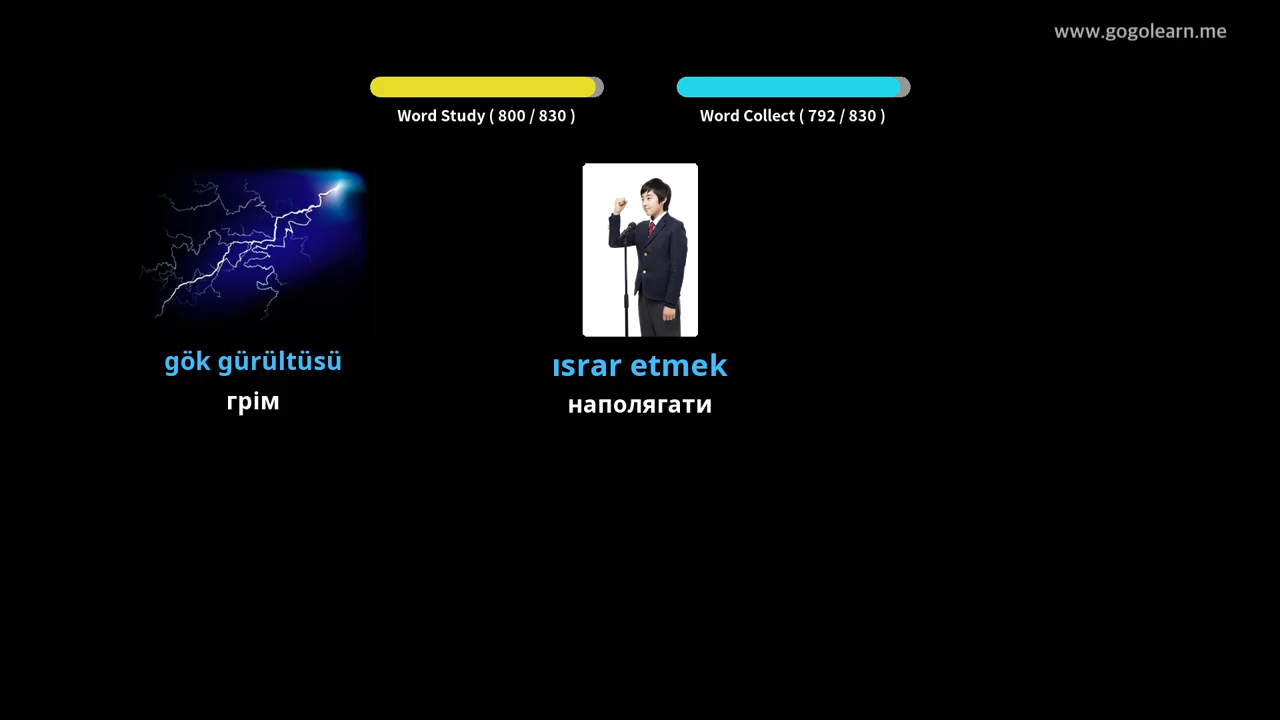 www.gogolearn.me
Word Study ( 800 / 830 )
Word Collect ( 792 / 830 )
gök gürültüsü
грім
ısrar etmek
наполягати